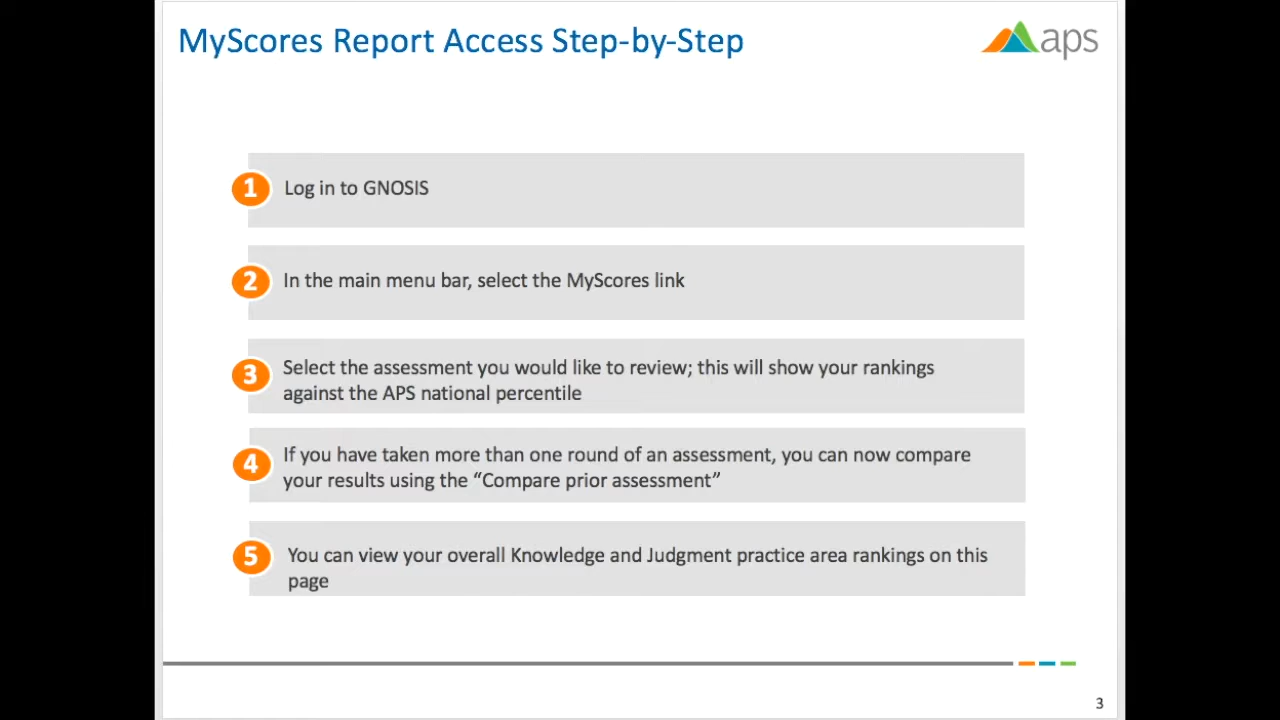 MyScores Report Access Step-by-Step
aps
1 Log in to GNOSIS
2 In the main menu bar, select the MyScores link
3 Select the assessment you would like to review; this will show your rankings
against the APS national percentile
4 If you have taken more than one round of an assessment, you can now compare
your results using the “Compare prior assessment”
5 You can view your overall Knowledge and Judgment practice area rankings on this
page
3